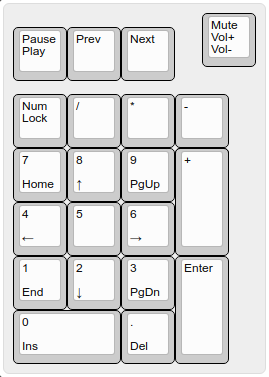 Mute
Vol+
Vol-
Pause Prev Next
Play
Num / * -
Lock
7 8 9 +
Home ↑ PgUp
4 5 6
← →
1 2 3 Enter
End ↓ PgDn
0 .
Ins Del